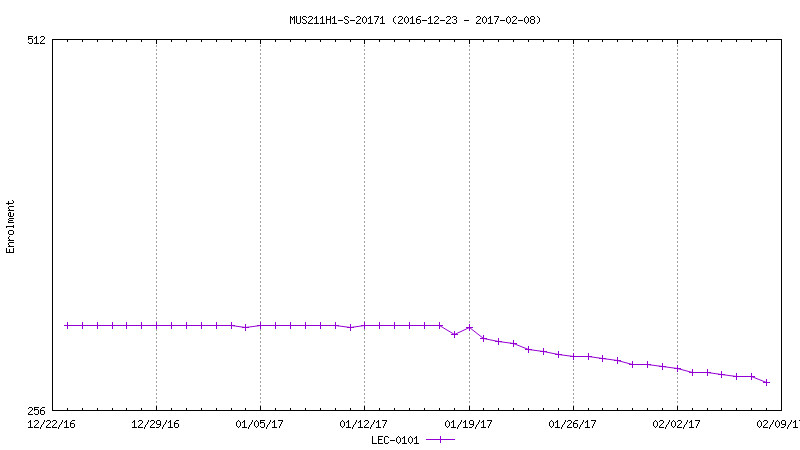 MUS211H1-S-20171 (2016-12-23 - 2017-02-08)
512
Enrolment
256
12/22/16 12/29/16 01/05/17 01/12/17 01/19/17 01/26/17 02/02/17 02/09/1
LEC-0101